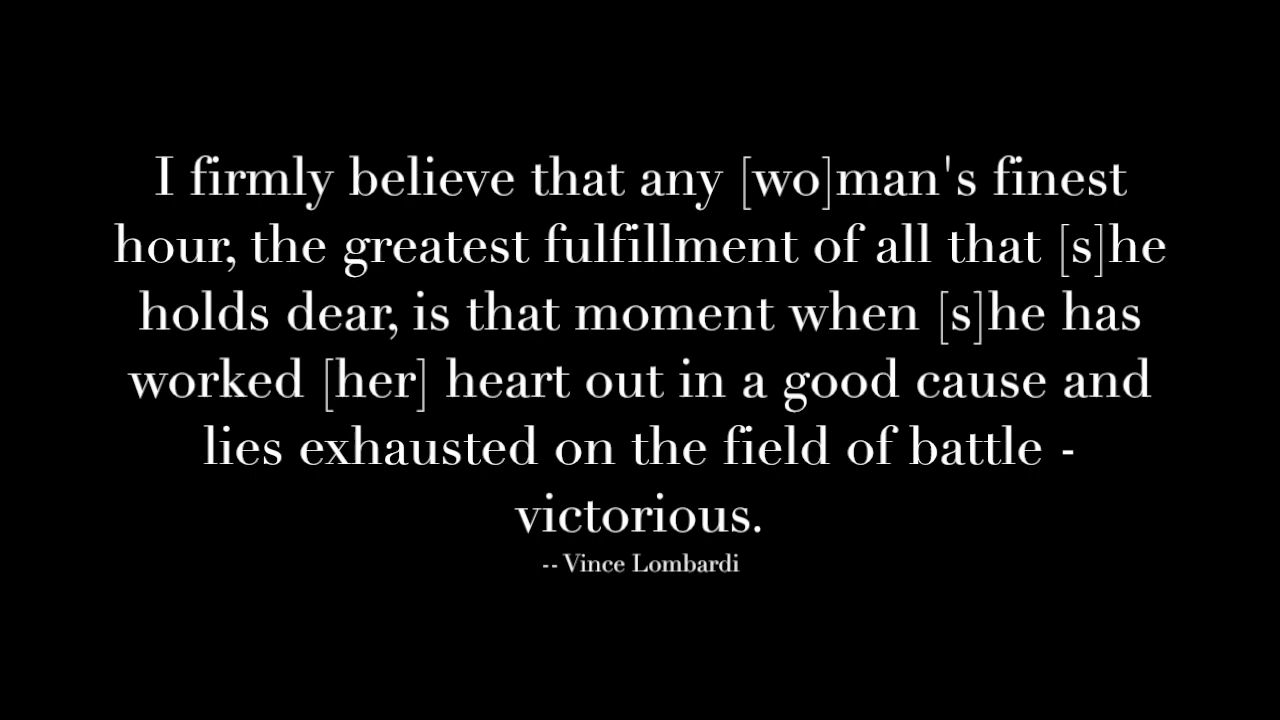 I firmly believe that any [wo]man's finest
hour, the greatest fulfillment of all that [s]he
holds dear, is that moment when [s]he has
worked [her] heart out in a good cause and
lies exhausted on the field of battle -
victorious.
-- Vince Lombardi